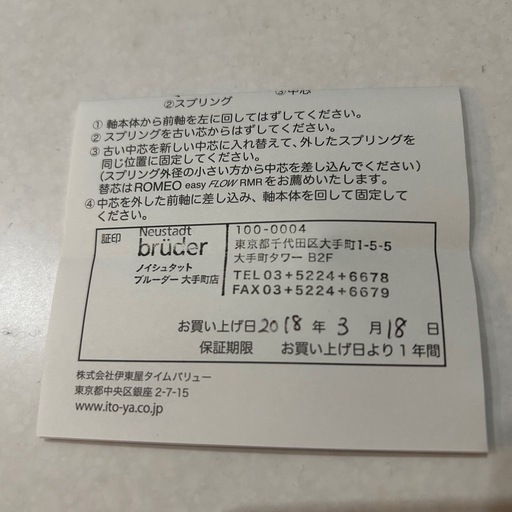 ②スプリング ③中芯
① 軸本体から前軸を左に回してはずしてください。
② スプリングを古い芯からはずしてください。
③ 古い中芯を新しい中芯に入れ替えて、外したスプリングを
同じ位置に固定してください。
(スプリング外径の小さい方から中芯を差し込んでください)
替芯はROMEO easy FLOW RMRをお薦めいたします。
④ 中芯を外した前軸に差し込み、軸本体を回して固定して
ください。
証印
Neustadt
brüder
ノイシュタット
ブルーダー 大手町店
100-0004
東京都千代田区大手町1-5-5
大手町タワー B2F
TEL03+5224+6678
FAX03+5224+6679
お買い上げ日2018年 3 月 18 日
保証期限 お買い上げ日より1年間
株式会社伊東屋タイムバリュー
東京都中央区銀座 2-7-15
www.ito-ya.co.jp